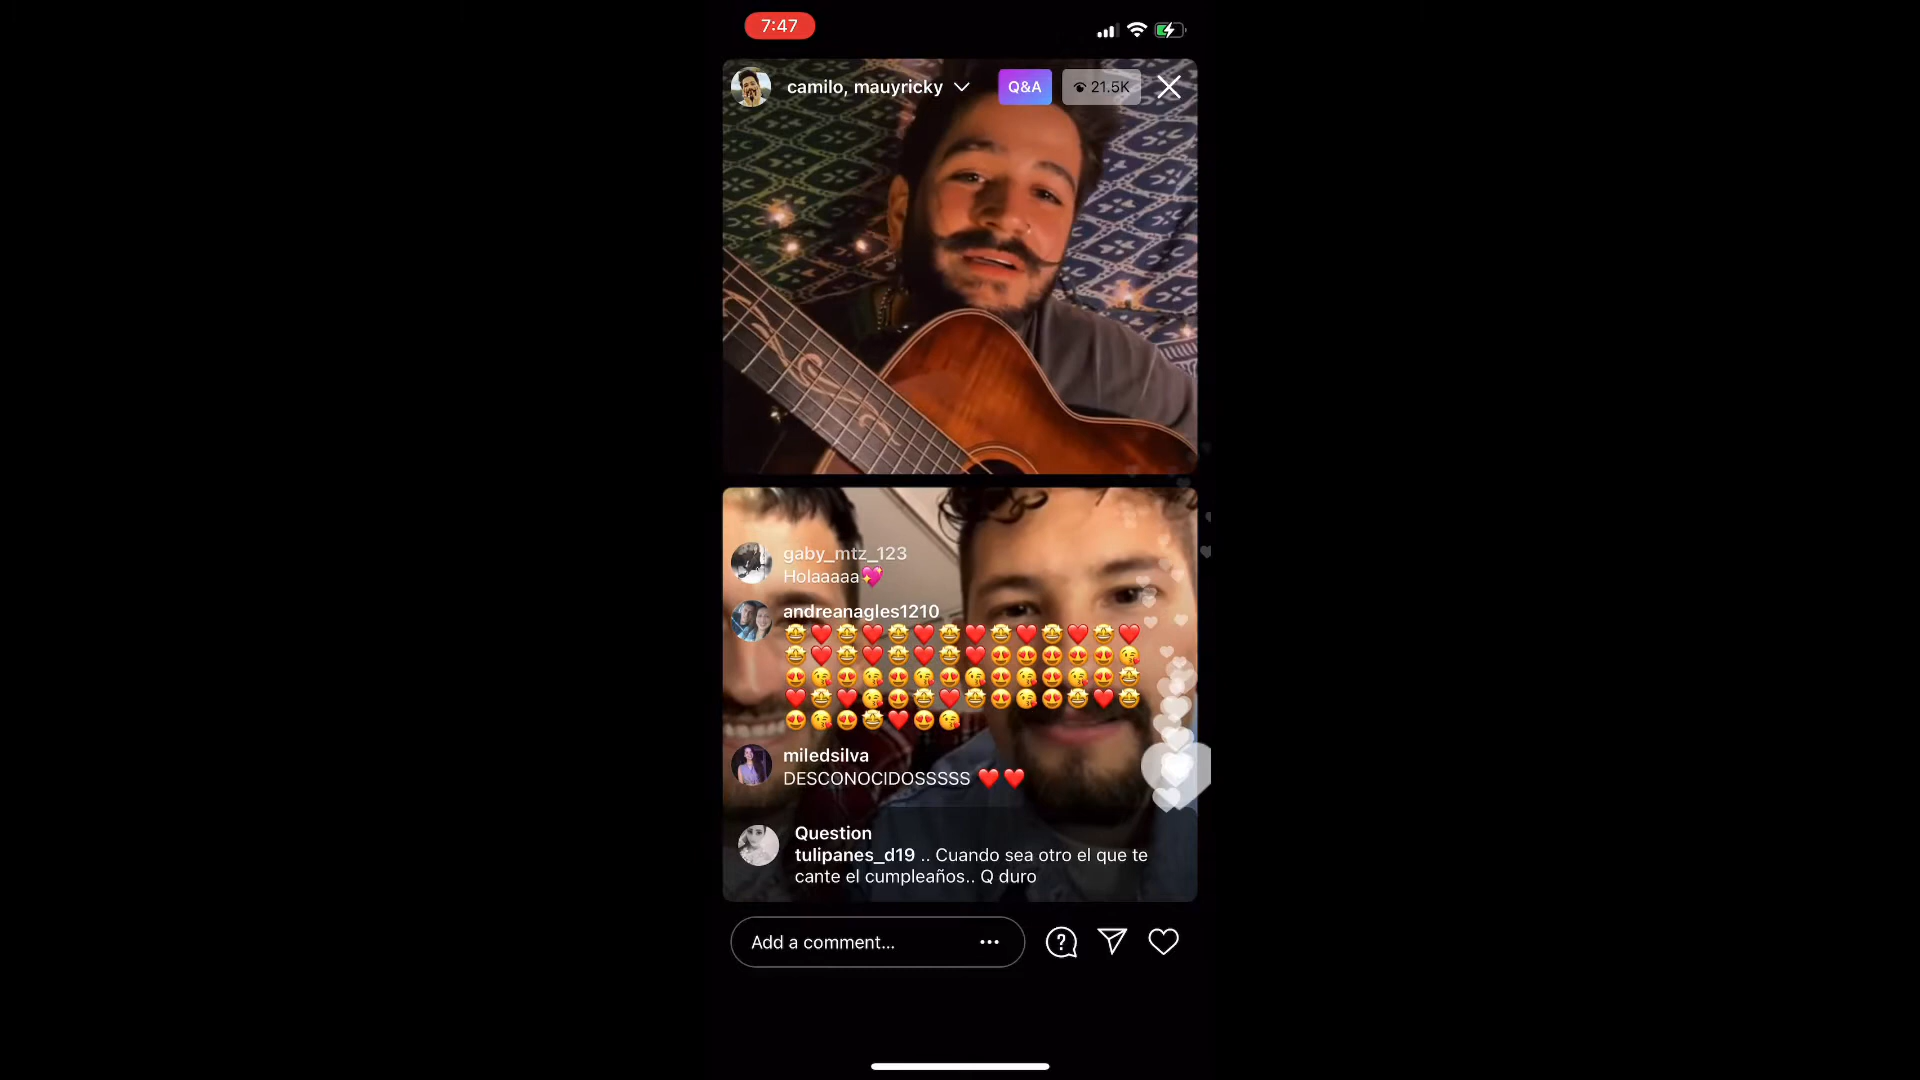 7:47
camilo, mauyricky
Q&A
21.5K
gaby_mtz_123
Holaaaaa💖
andreanagles1210
🤩❤️🤩❤️🤩❤️🤩❤️🤩❤️🤩❤️🤩❤️
🤩❤️🤩❤️🤩❤️🤩❤️😍😍😍😍😍😘
😍😘😍😘😍😘😍😘😍😘😍😘😍🤩
❤️🤩❤️😘😍🤩❤️🤩😍😘😍🤩❤️🤩
😍😘😍🤩❤️😍😘
miledsilva
DESCONOCIDOSSSSS ❤️❤️
Question
tulipanes_d19 .. Cuando sea otro el que te
cante el cumpleaños.. Q duro
Add a comment...